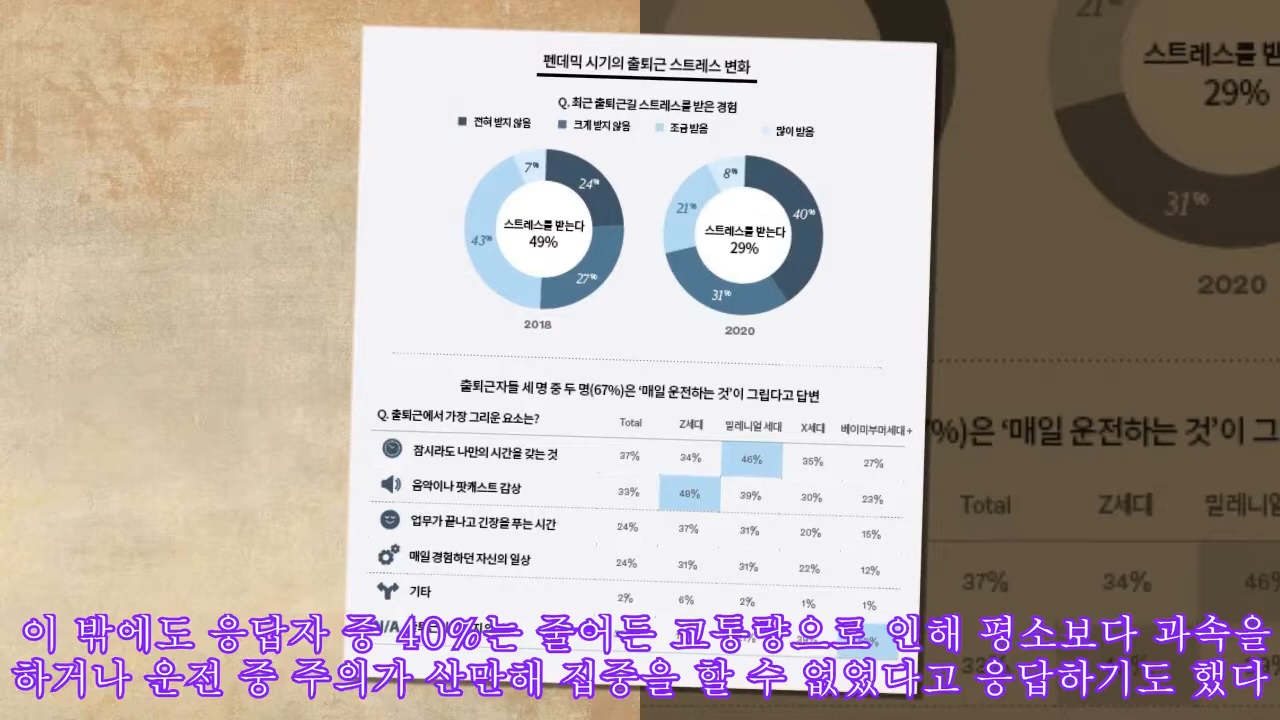 펜데믹 시기의 출퇴근 스트레스 변화
Q. 최근 출퇴근길 스트레스를 받은 경험
전혀 받지 않음 크게 받지 않음 조금 받음 많이 받음
7% 24% 43% 27%
스트레스를 받는다
49%
2018
8% 40% 21% 31%
스트레스를 받는다
29%
2020
출퇴근자들 세 명 중 두 명(67%)은 ‘매일 운전하는 것’이 그립다고 답변
Q. 출퇴근에서 가장 그리운 요소는? Total Z세대 밀레니얼 세대 X세대 베이미부머세대+
잠시라도 나만의 시간을 갖는 것 37% 34% 46% 35% 27%
음악이나 팟캐스트 감상 33% 48% 39% 30% 23%
업무가 끝나고 긴장을 푸는 시간 24% 37% 31% 20% 15%
매일 경험하던 자신의 일상 24% 31% 31% 22% 12%
기타 2% 6% 2% 1% 1%
21%
스트레스를
29%
31%
2020
%)은 ‘매일 운전하는 것’이
Total Z세대
37% 34% 46
이 밖에도 응답자 중 40%는 줄어든 교통량으로 인해 평소보다 과속을
하거나 운전 중 주의가 산만해 집중을 할 수 없었다고 응답하기도 했다